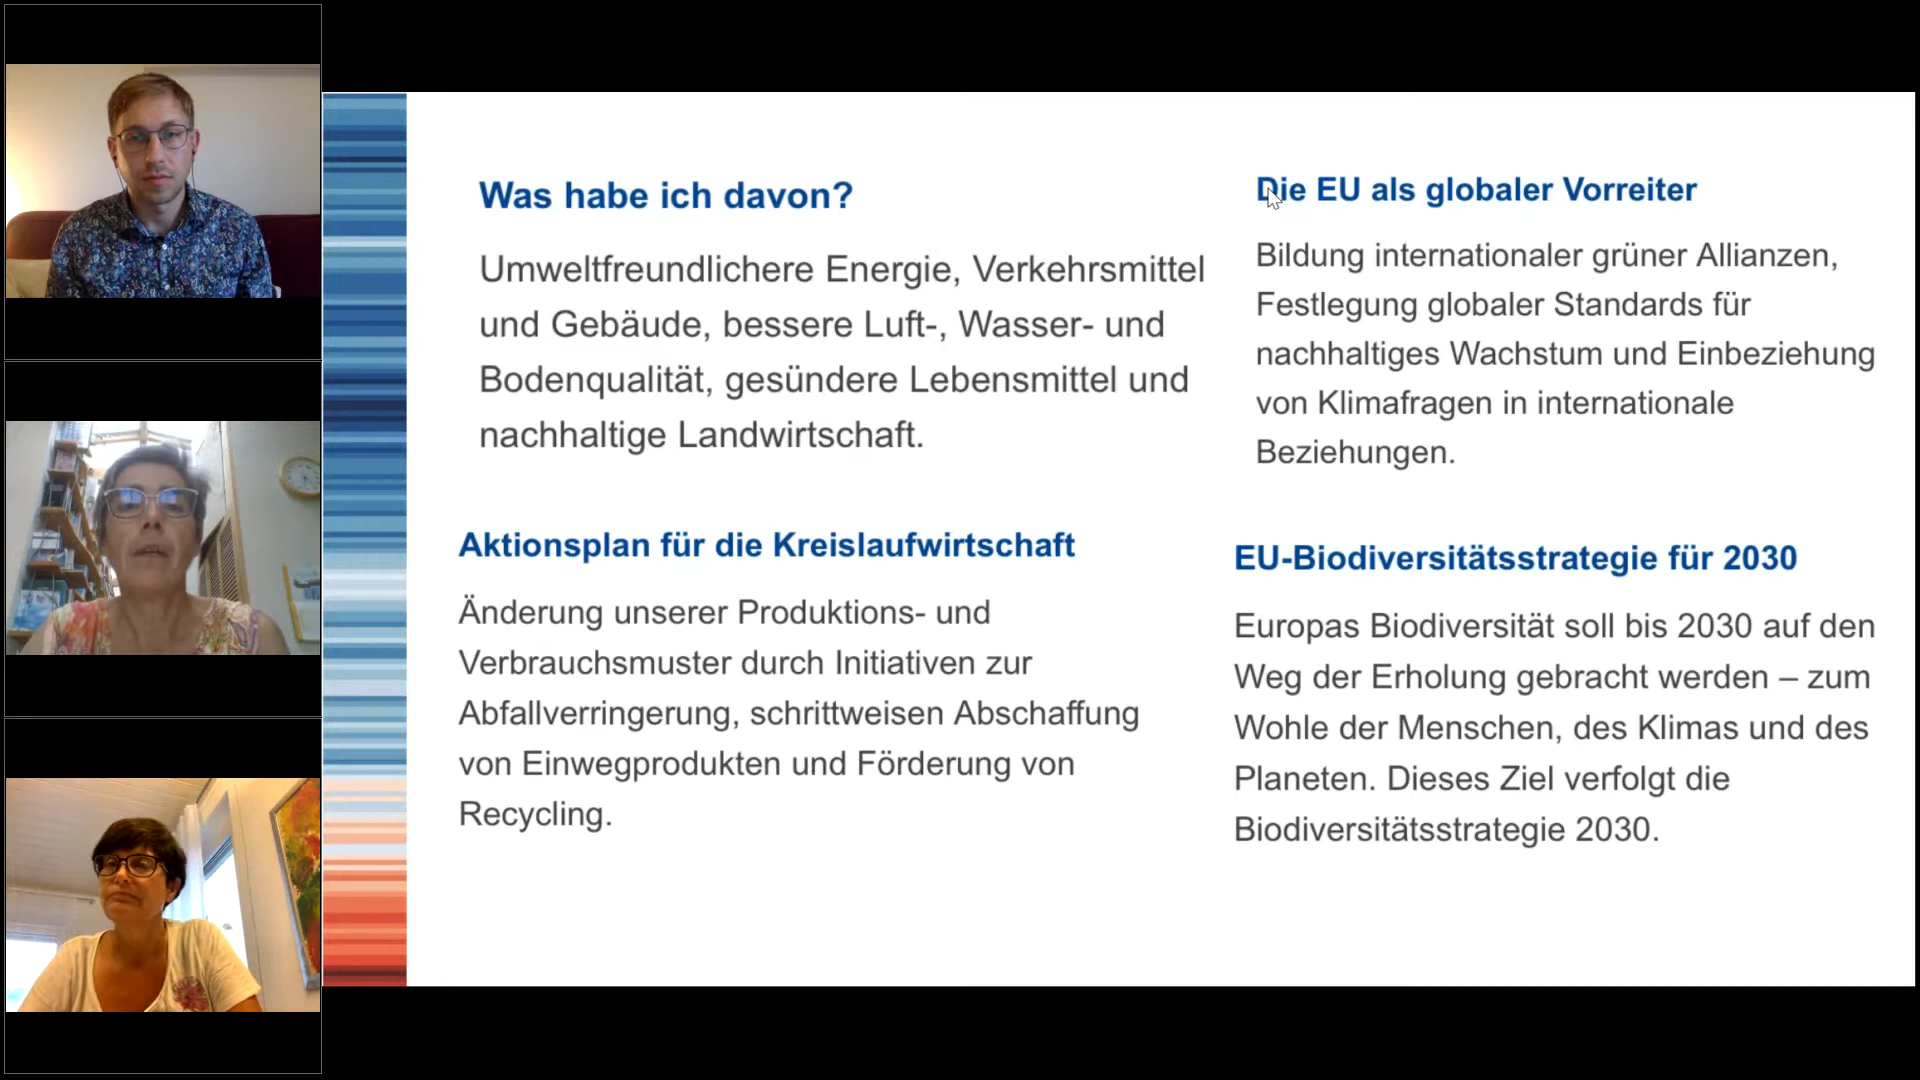 Was habe ich davon?
Umweltfreundlichere Energie, Verkehrsmittel
und Gebäude, bessere Luft-, Wasser- und
Bodenqualität, gesündere Lebensmittel und
nachhaltige Landwirtschaft.
Die EU als globaler Vorreiter
Bildung internationaler grüner Allianzen,
Festlegung globaler Standards für
nachhaltiges Wachstum und Einbeziehung
von Klimafragen in internationale
Beziehungen.
Aktionsplan für die Kreislaufwirtschaft
Änderung unserer Produktions- und
Verbrauchsmuster durch Initiativen zur
Abfallverringerung, schrittweisen Abschaffung
von Einwegprodukten und Förderung von
Recycling.
EU-Biodiversitätsstrategie für 2030
Europas Biodiversität soll bis 2030 auf den
Weg der Erholung gebracht werden – zum
Wohle der Menschen, des Klimas und des
Planeten. Dieses Ziel verfolgt die
Biodiversitätsstrategie 2030.